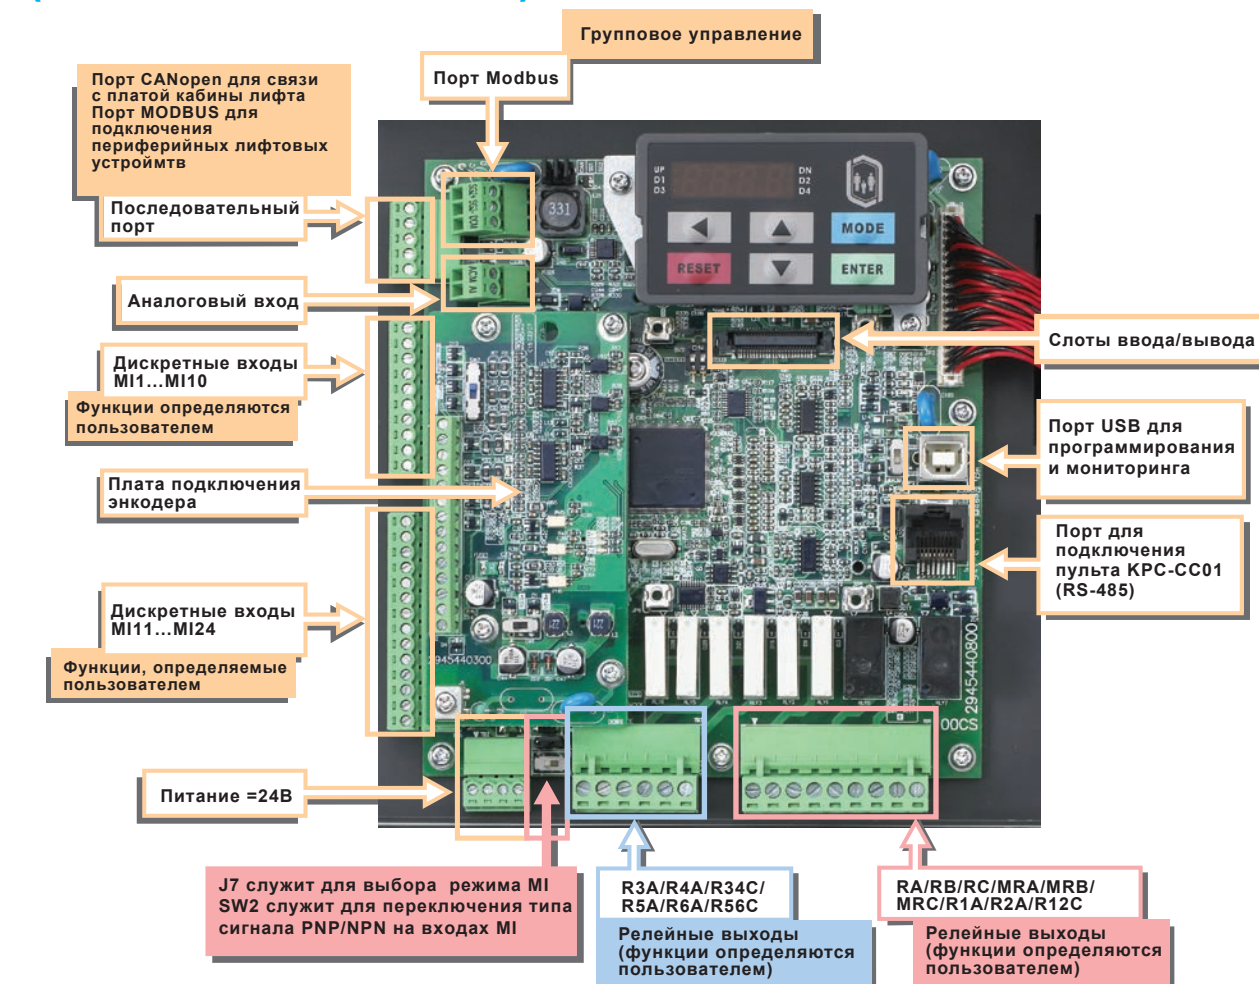 Групповое управление
Порт Modbus
Порт CANopen для связи
с платой кабины лифта
Порт MODBUS для
подключения
периферийных лифтовых
устроймтв
Последовательный
порт
Аналоговый вход
Дискретные входы
MI1...MI10
Функции определяются
пользователем
Плата подключения
энкодера
Дискретные входы
MI11...MI24
Функции, определяемые
пользователем
Питание =24В
J7 служит для выбора режима MI
SW2 служит для переключения типа
сигнала PNP/NPN на входах MI
R3A/R4A/R34C/
R5A/R6A/R56C
Релейные выходы
(функции определяются
пользователем)
RA/RB/RC/MRA/MRB/
MRC/R1A/R2A/R12C
Релейные выходы
(функции определяются
пользователем)
Слоты ввода/вывода
Порт USB для
программирования
и мониторинга
Порт для
подключения
пульта KPC-CC01
(RS-485)
UP
D1
D3
DN
D2
D4
MODE
RESET
ENTER
331
ACM AI
2945440300
2945440800
00CS